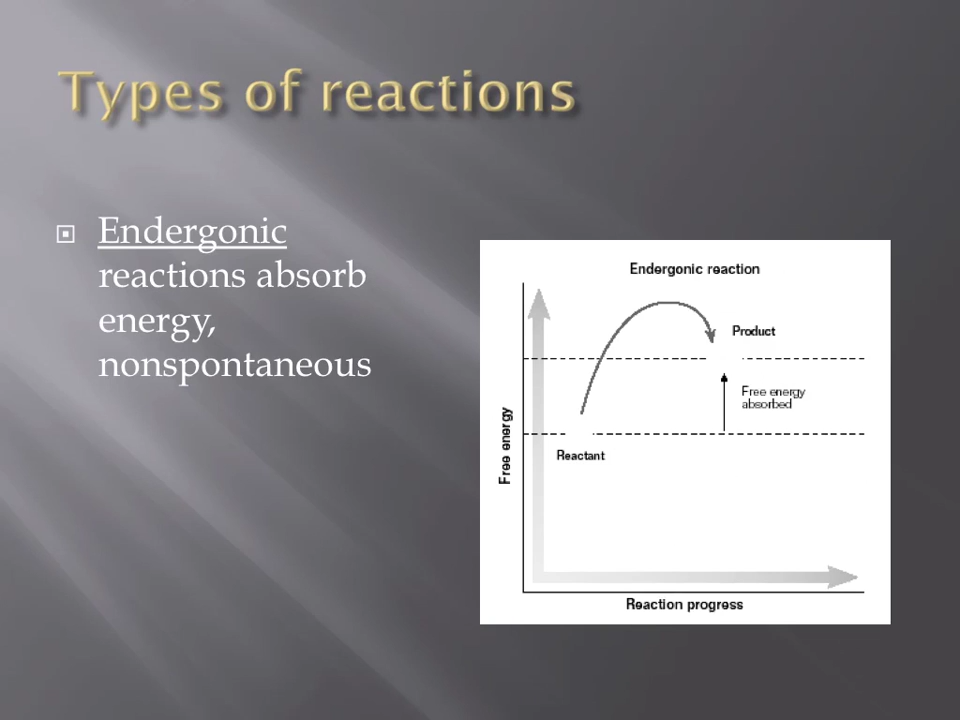 Types of reactions
Endergonic
reactions absorb
energy,
nonspontaneous
Endergonic reaction
Product
Free energy
absorbed
Free energy
Reactant
Reaction progress